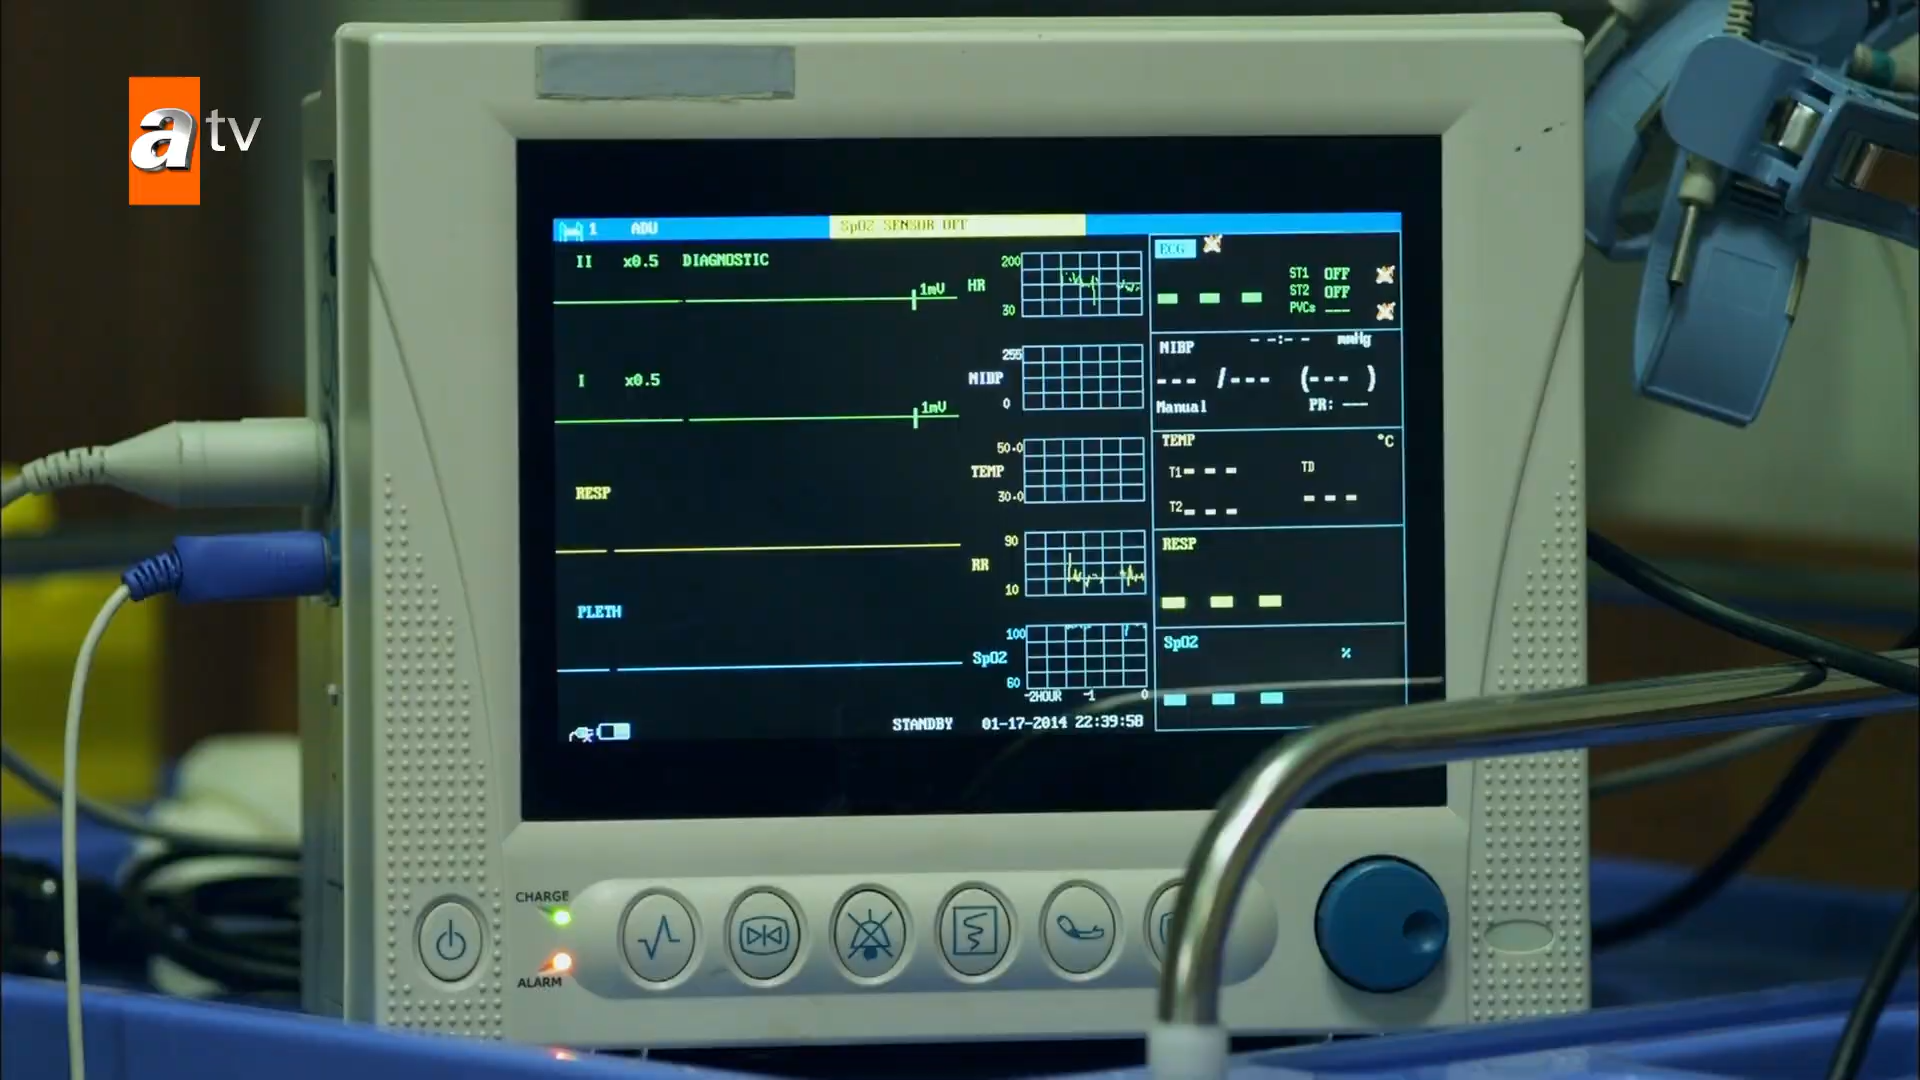 a tv
1 ADU SpO2 SENSOR OFF
II x0.5 DIAGNOSTIC
1mV
HR
200
30
ECG
ST1 OFF
ST2 OFF
PVCs ---
- - -
I x0.5
1mV
NIBP
255
0
NIBP --:-- mmHg
--- /--- (--- )
Manual PR: ---
TEMP
50.0
30.0
TEMP °C
T1 --- TD
T2 --- ---
RESP
RR
90
10
RESP
- - -
PLETH
SpO2
100
60
-2HOUR -1 0
SpO2 %
- - -
STANDBY 01-17-2014 22:39:58
CHARGE
ALARM